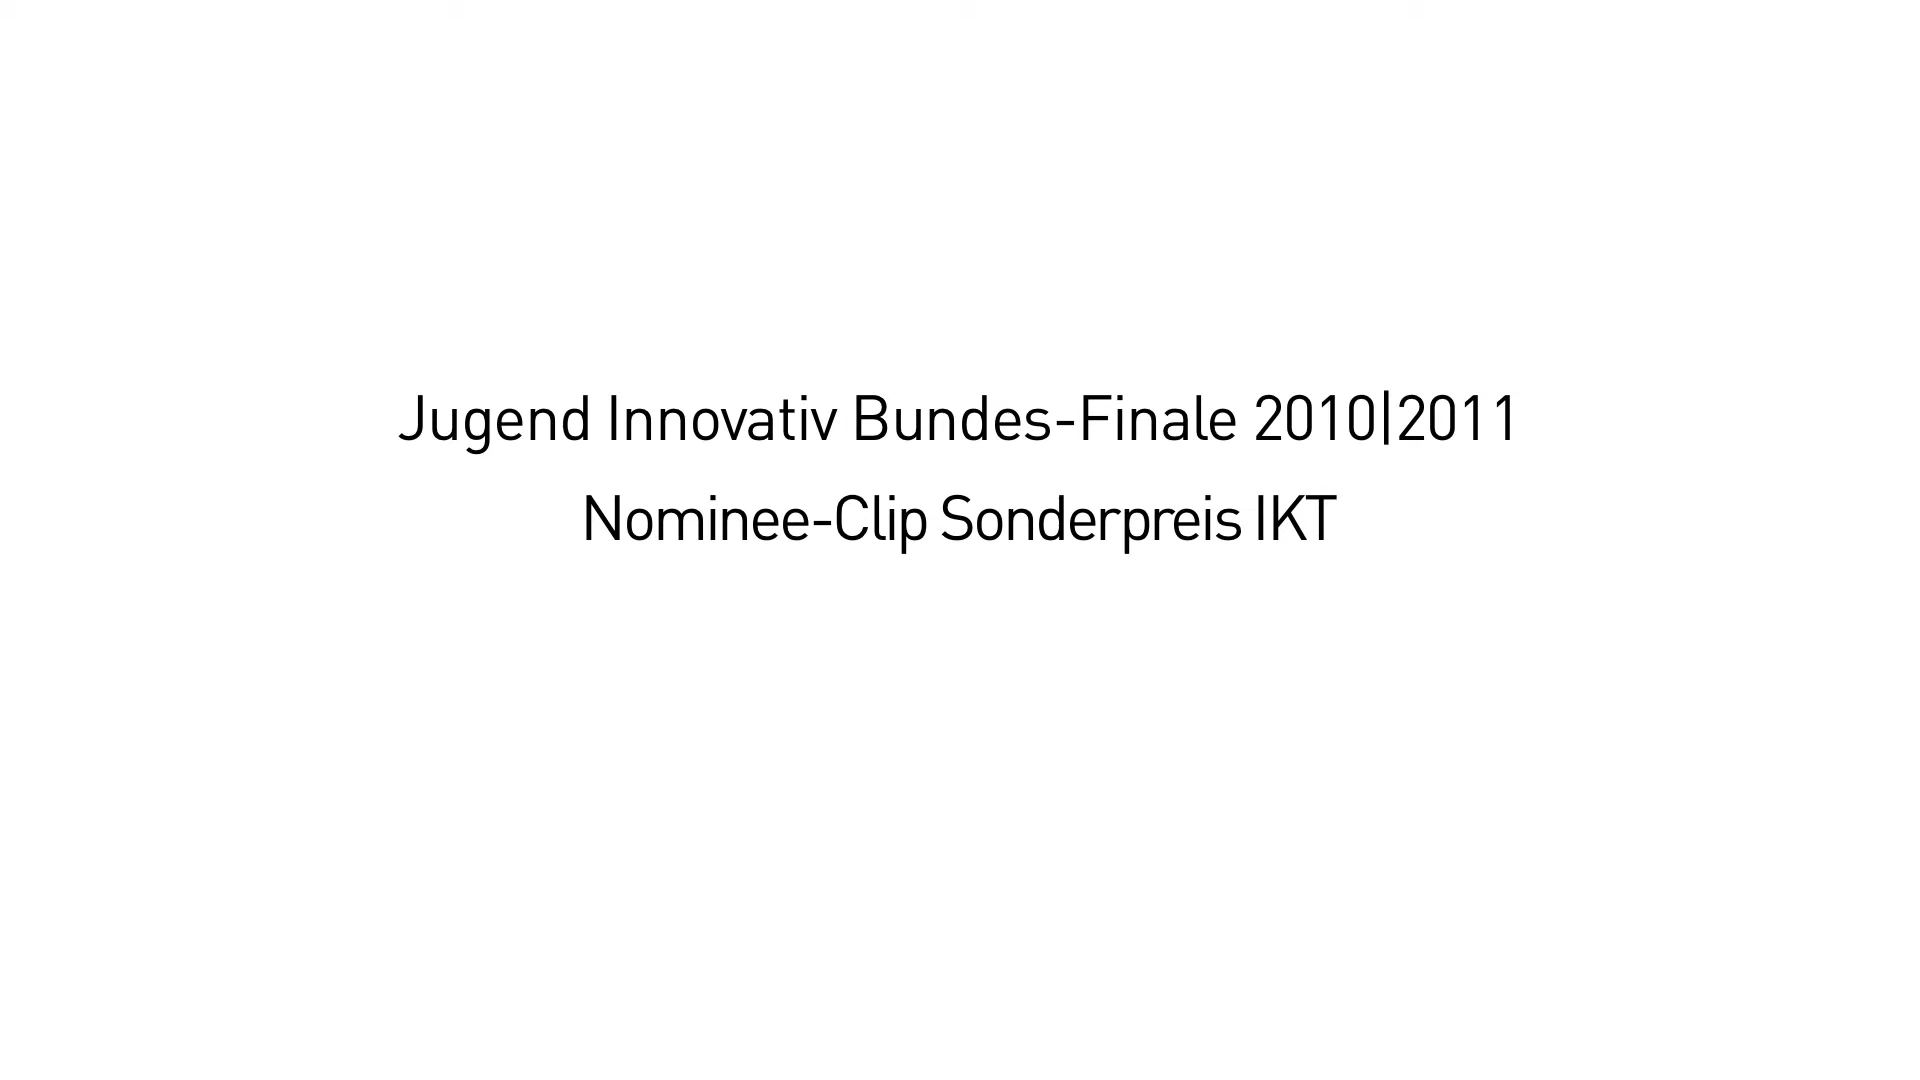 Jugend Innovativ Bundes-Finale 2010|2011
Nominee-Clip Sonderpreis IKT